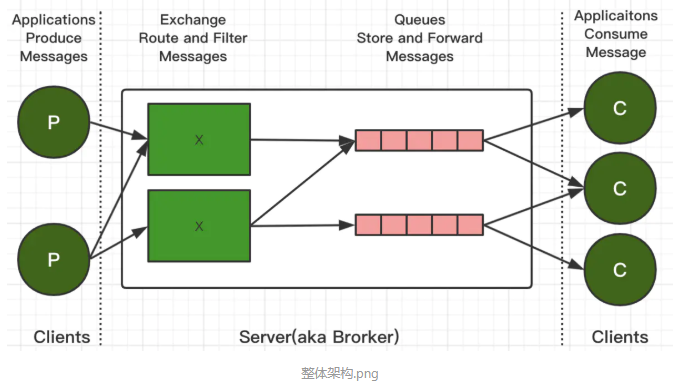 Applications
Produce
Messages
Exchange
Route and Filter
Messages
Queues
Store and Forward
Messages
Applicaitons
Consume
Message
P
P
X
X
C
C
C
Clients
Server(aka Brorker)
Clients
整体架构.png